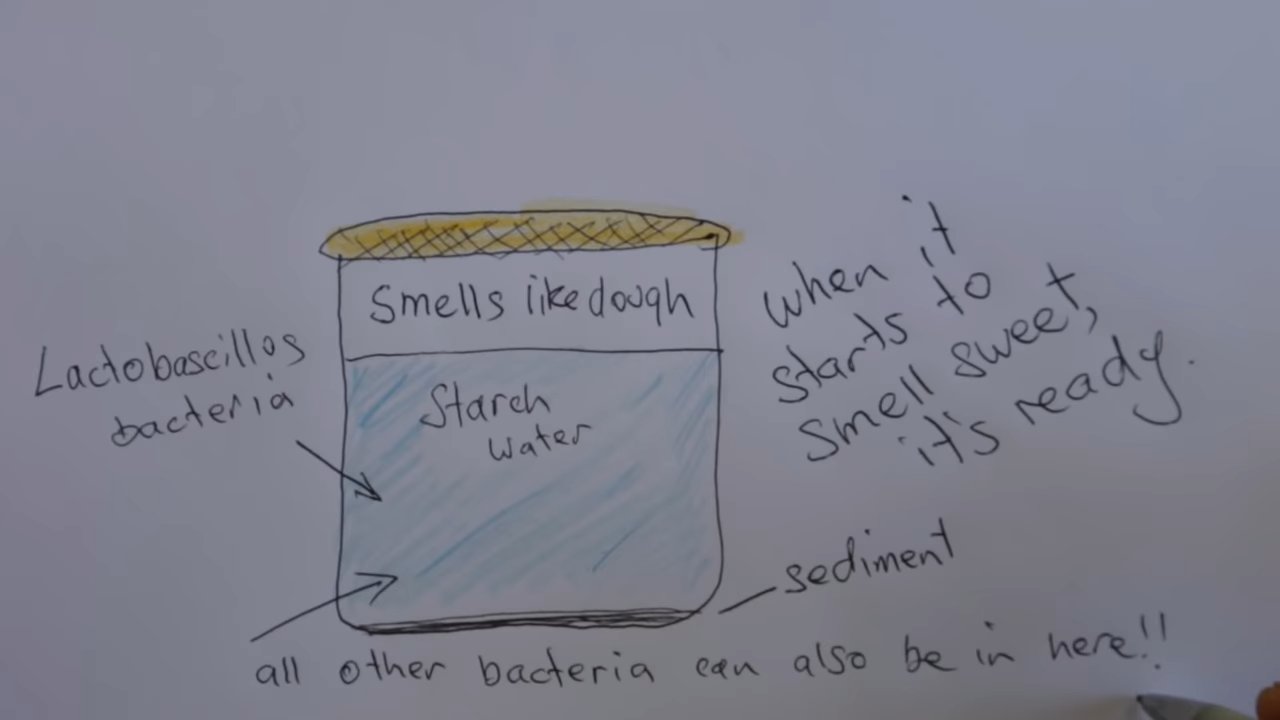 Smells like dough
Lactobascillos
bacteria
Starch
Water
when it
starts to
smell sweet,
it's ready.
sediment
all other bacteria can also be in here!!